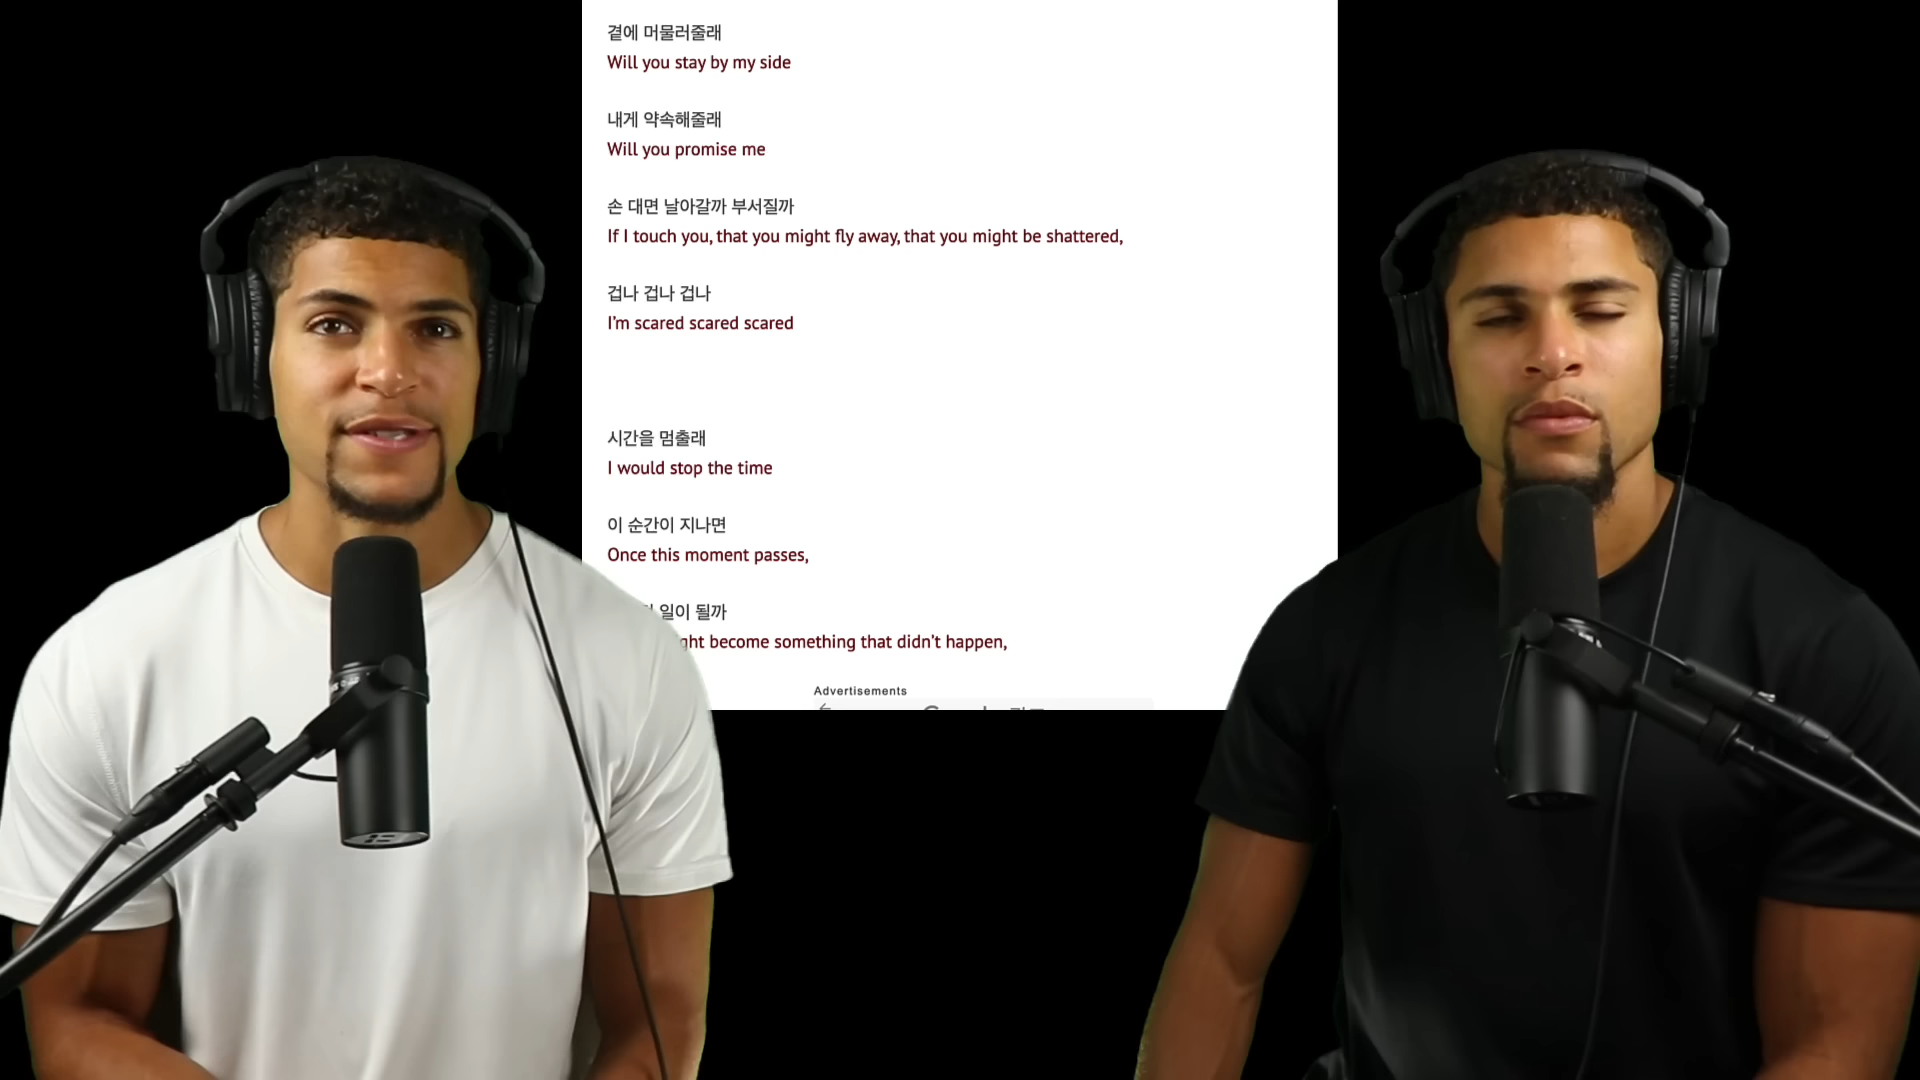 곁에 머물러줄래
Will you stay by my side
내게 약속해줄래
Will you promise me
손 대면 날아갈까 부서질까
If I touch you, that you might fly away, that you might be shattered,
겁나 겁나 겁나
I'm scared scared scared
시간을 멈출래
I would stop the time
이 순간이 지나면
Once this moment passes,
일이 될까
become something that didn't happen,
Advertisements